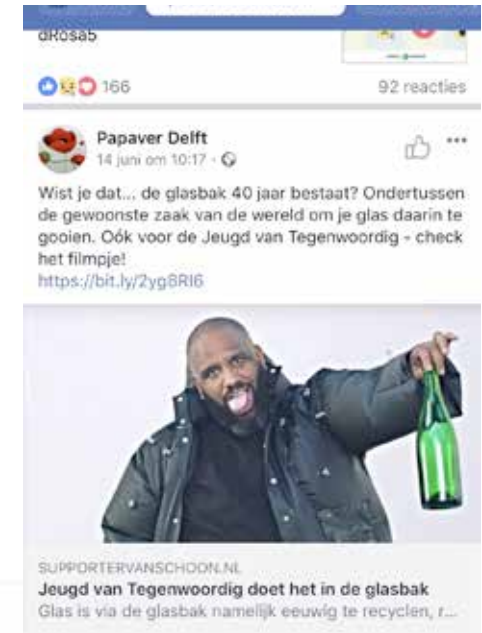 dRosa5
166
92 reacties
Papaver Delft
14 juni om 10:17 ·
Wist je dat... de glasbak 40 jaar bestaat? Ondertussen
de gewoonste zaak van de wereld om je glas daarin te
gooien. Oók voor de Jeugd van Tegenwoordig - check
het filmpje!
https://bit.ly/2yg8RI6
SUPPORTERVANSCHOON.NL
Jeugd van Tegenwoordig doet het in de glasbak
Glas is via de glasbak namelijk eeuwig te recyclen, r...